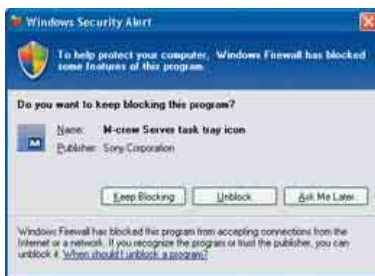 Windows Security Alert
To help protect your computer, Windows Firewall has blocked
some features of this program.
Do you want to keep blocking this program?
Name: M-crew Server task tray icon
Publisher: Sony Corporation
Keep Blocking Unblock Ask Me Later
Windows Firewall has blocked this program from accepting connections from the
Internet or a network. If you recognize the program or trust the publisher, you can
unblock it. When should I unblock a program?